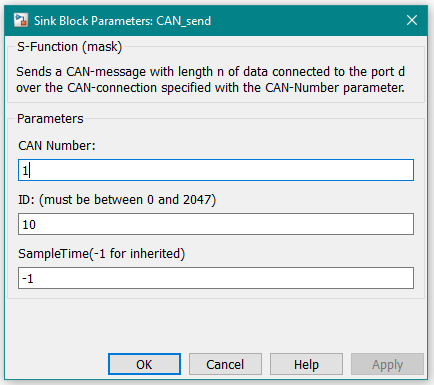 Sink Block Parameters: CAN_send
S-Function (mask)
Sends a CAN-message with length n of data connected to the port d
over the CAN-connection specified with the CAN-Number parameter.
Parameters
CAN Number:
1
ID: (must be between 0 and 2047)
10
SampleTime(-1 for inherited)
-1
OK Cancel Help Apply